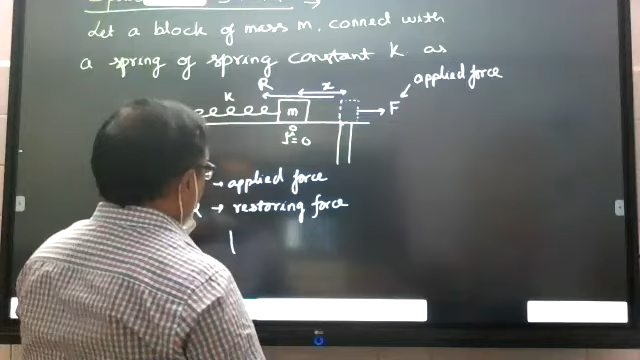 Let a block of mass m, conned with
a spring of spring constant K as
applied force
R x
K m F
= 0
→ applied force
→ restoring force